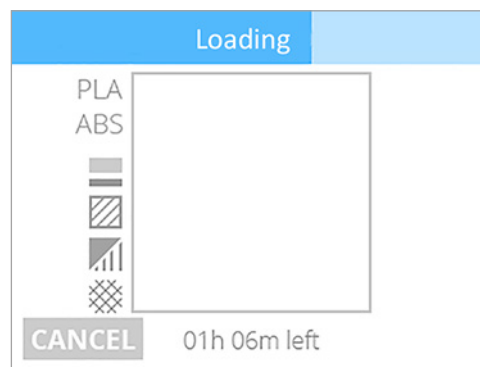 Loading
PLA
ABS
CANCEL
01h 06m left